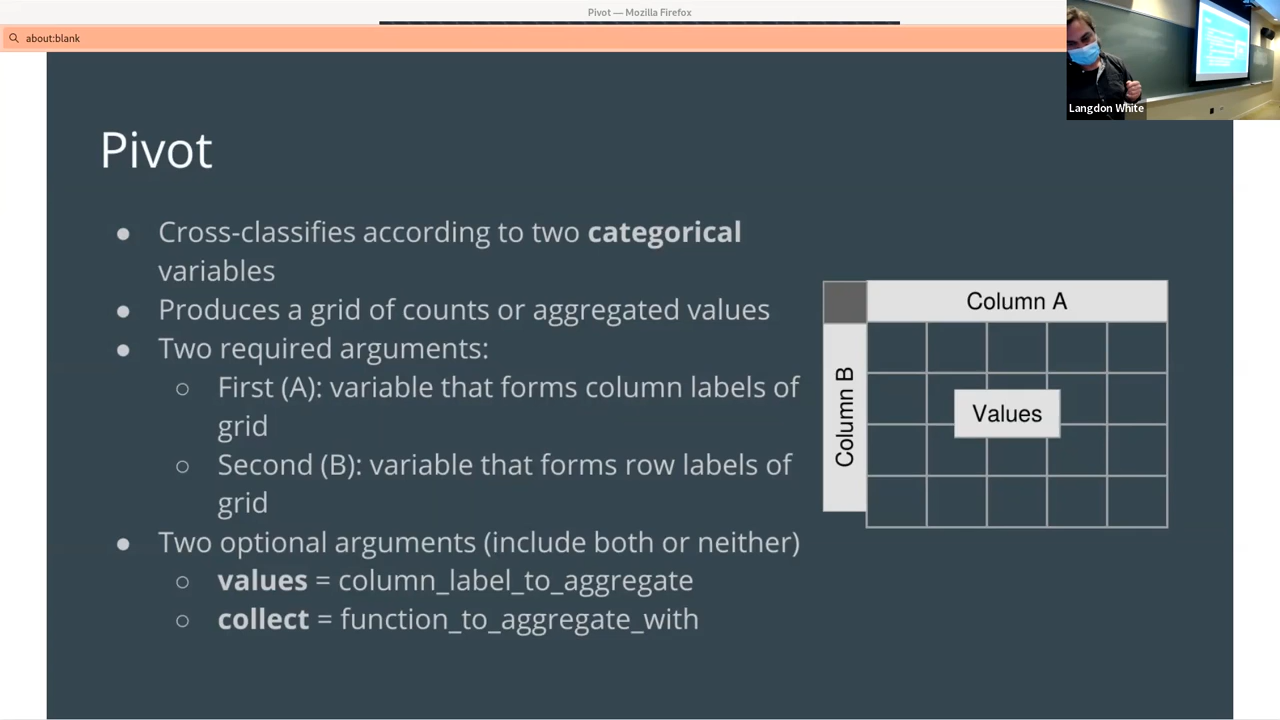 Pivot — Mozilla Firefox
about:blank
Langdon White
Pivot
● Cross-classifies according to two categorical
variables
● Produces a grid of counts or aggregated values
● Two required arguments:
○ First (A): variable that forms column labels of
grid
○ Second (B): variable that forms row labels of
grid
● Two optional arguments (include both or neither)
○ values = column_label_to_aggregate
○ collect = function_to_aggregate_with
Column A
Column B
Values